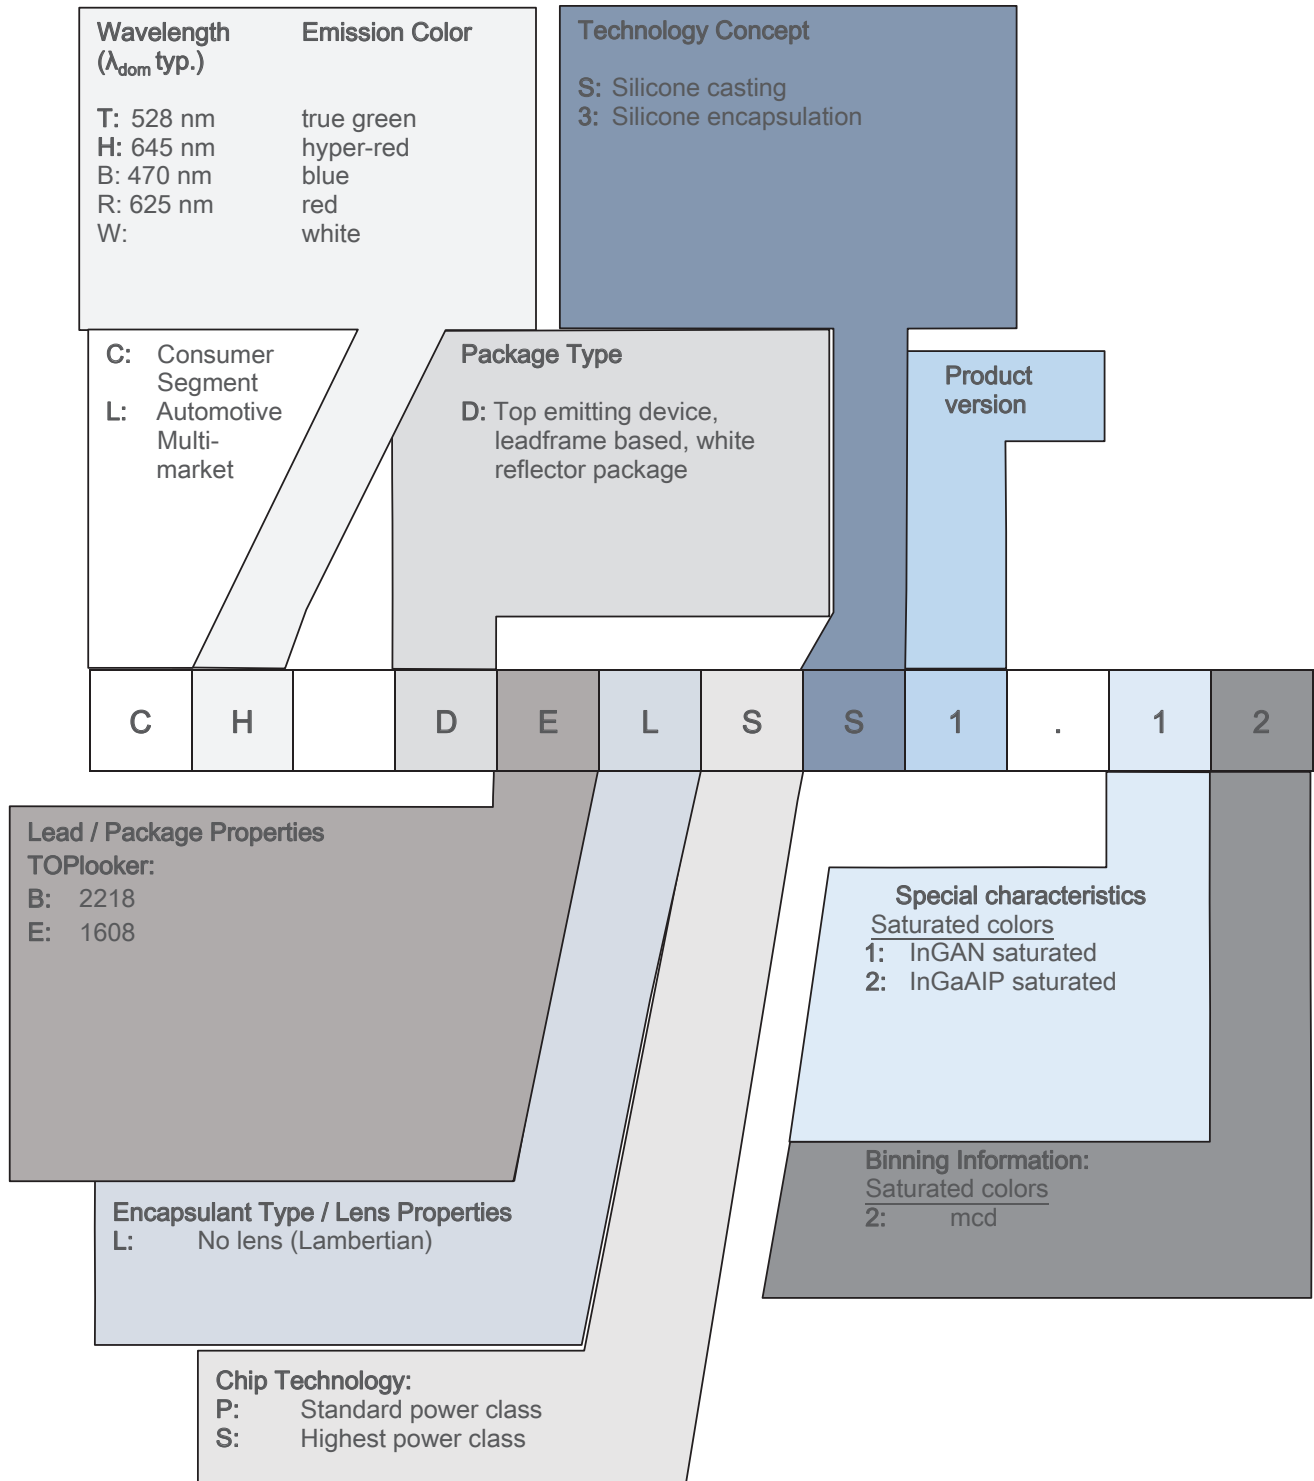 Wavelength Emission Color
(λdom typ.)
T: 528 nm true green
H: 645 nm hyper-red
B: 470 nm blue
R: 625 nm red
W: white
Technology Concept
S: Silicone casting
3: Silicone encapsulation
C: Consumer
Segment
L: Automotive
Multi-
market
Package Type
D: Top emitting device,
leadframe based, white
reflector package
Product
version
C H D E L S S 1 . 1 2
Lead / Package Properties
TOPlooker:
B: 2218
E: 1608
Special characteristics
Saturated colors
1: InGAN saturated
2: InGaAIP saturated
Binning Information:
Saturated colors
2: mcd
Encapsulant Type / Lens Properties
L: No lens (Lambertian)
Chip Technology:
P: Standard power class
S: Highest power class